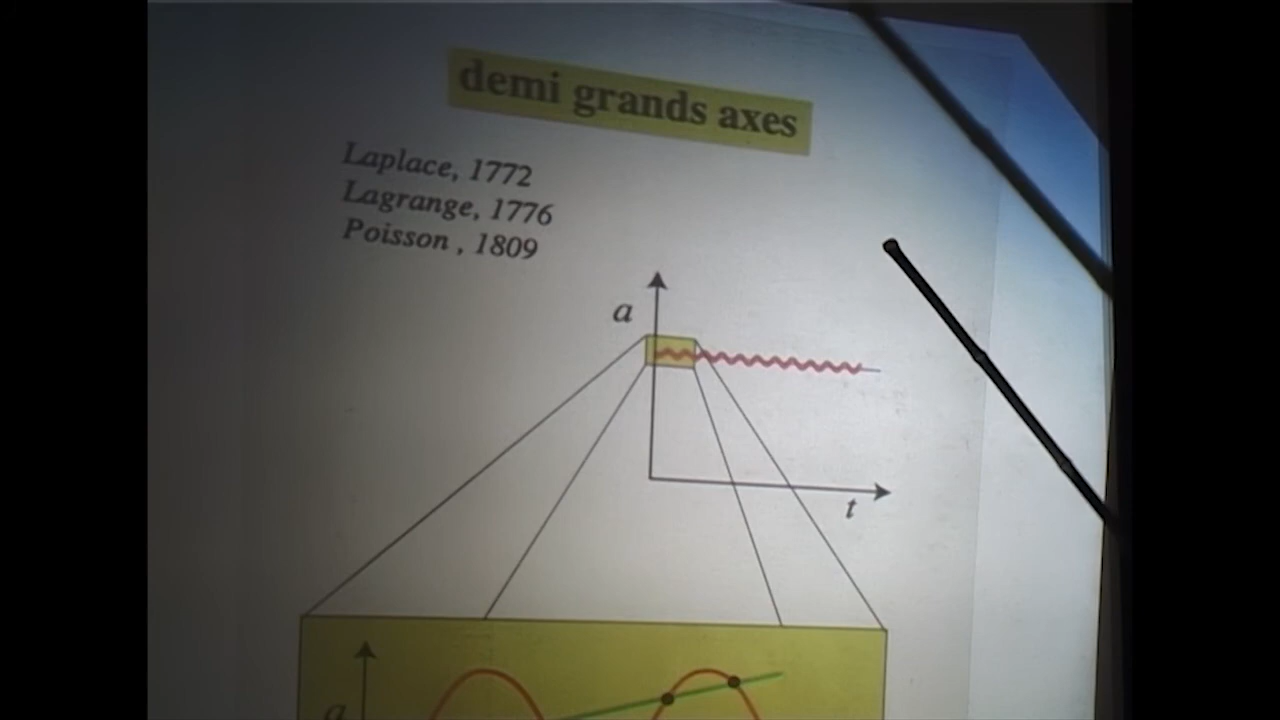 demi grands axes
Laplace, 1772
Lagrange, 1776
Poisson , 1809
a
t
a